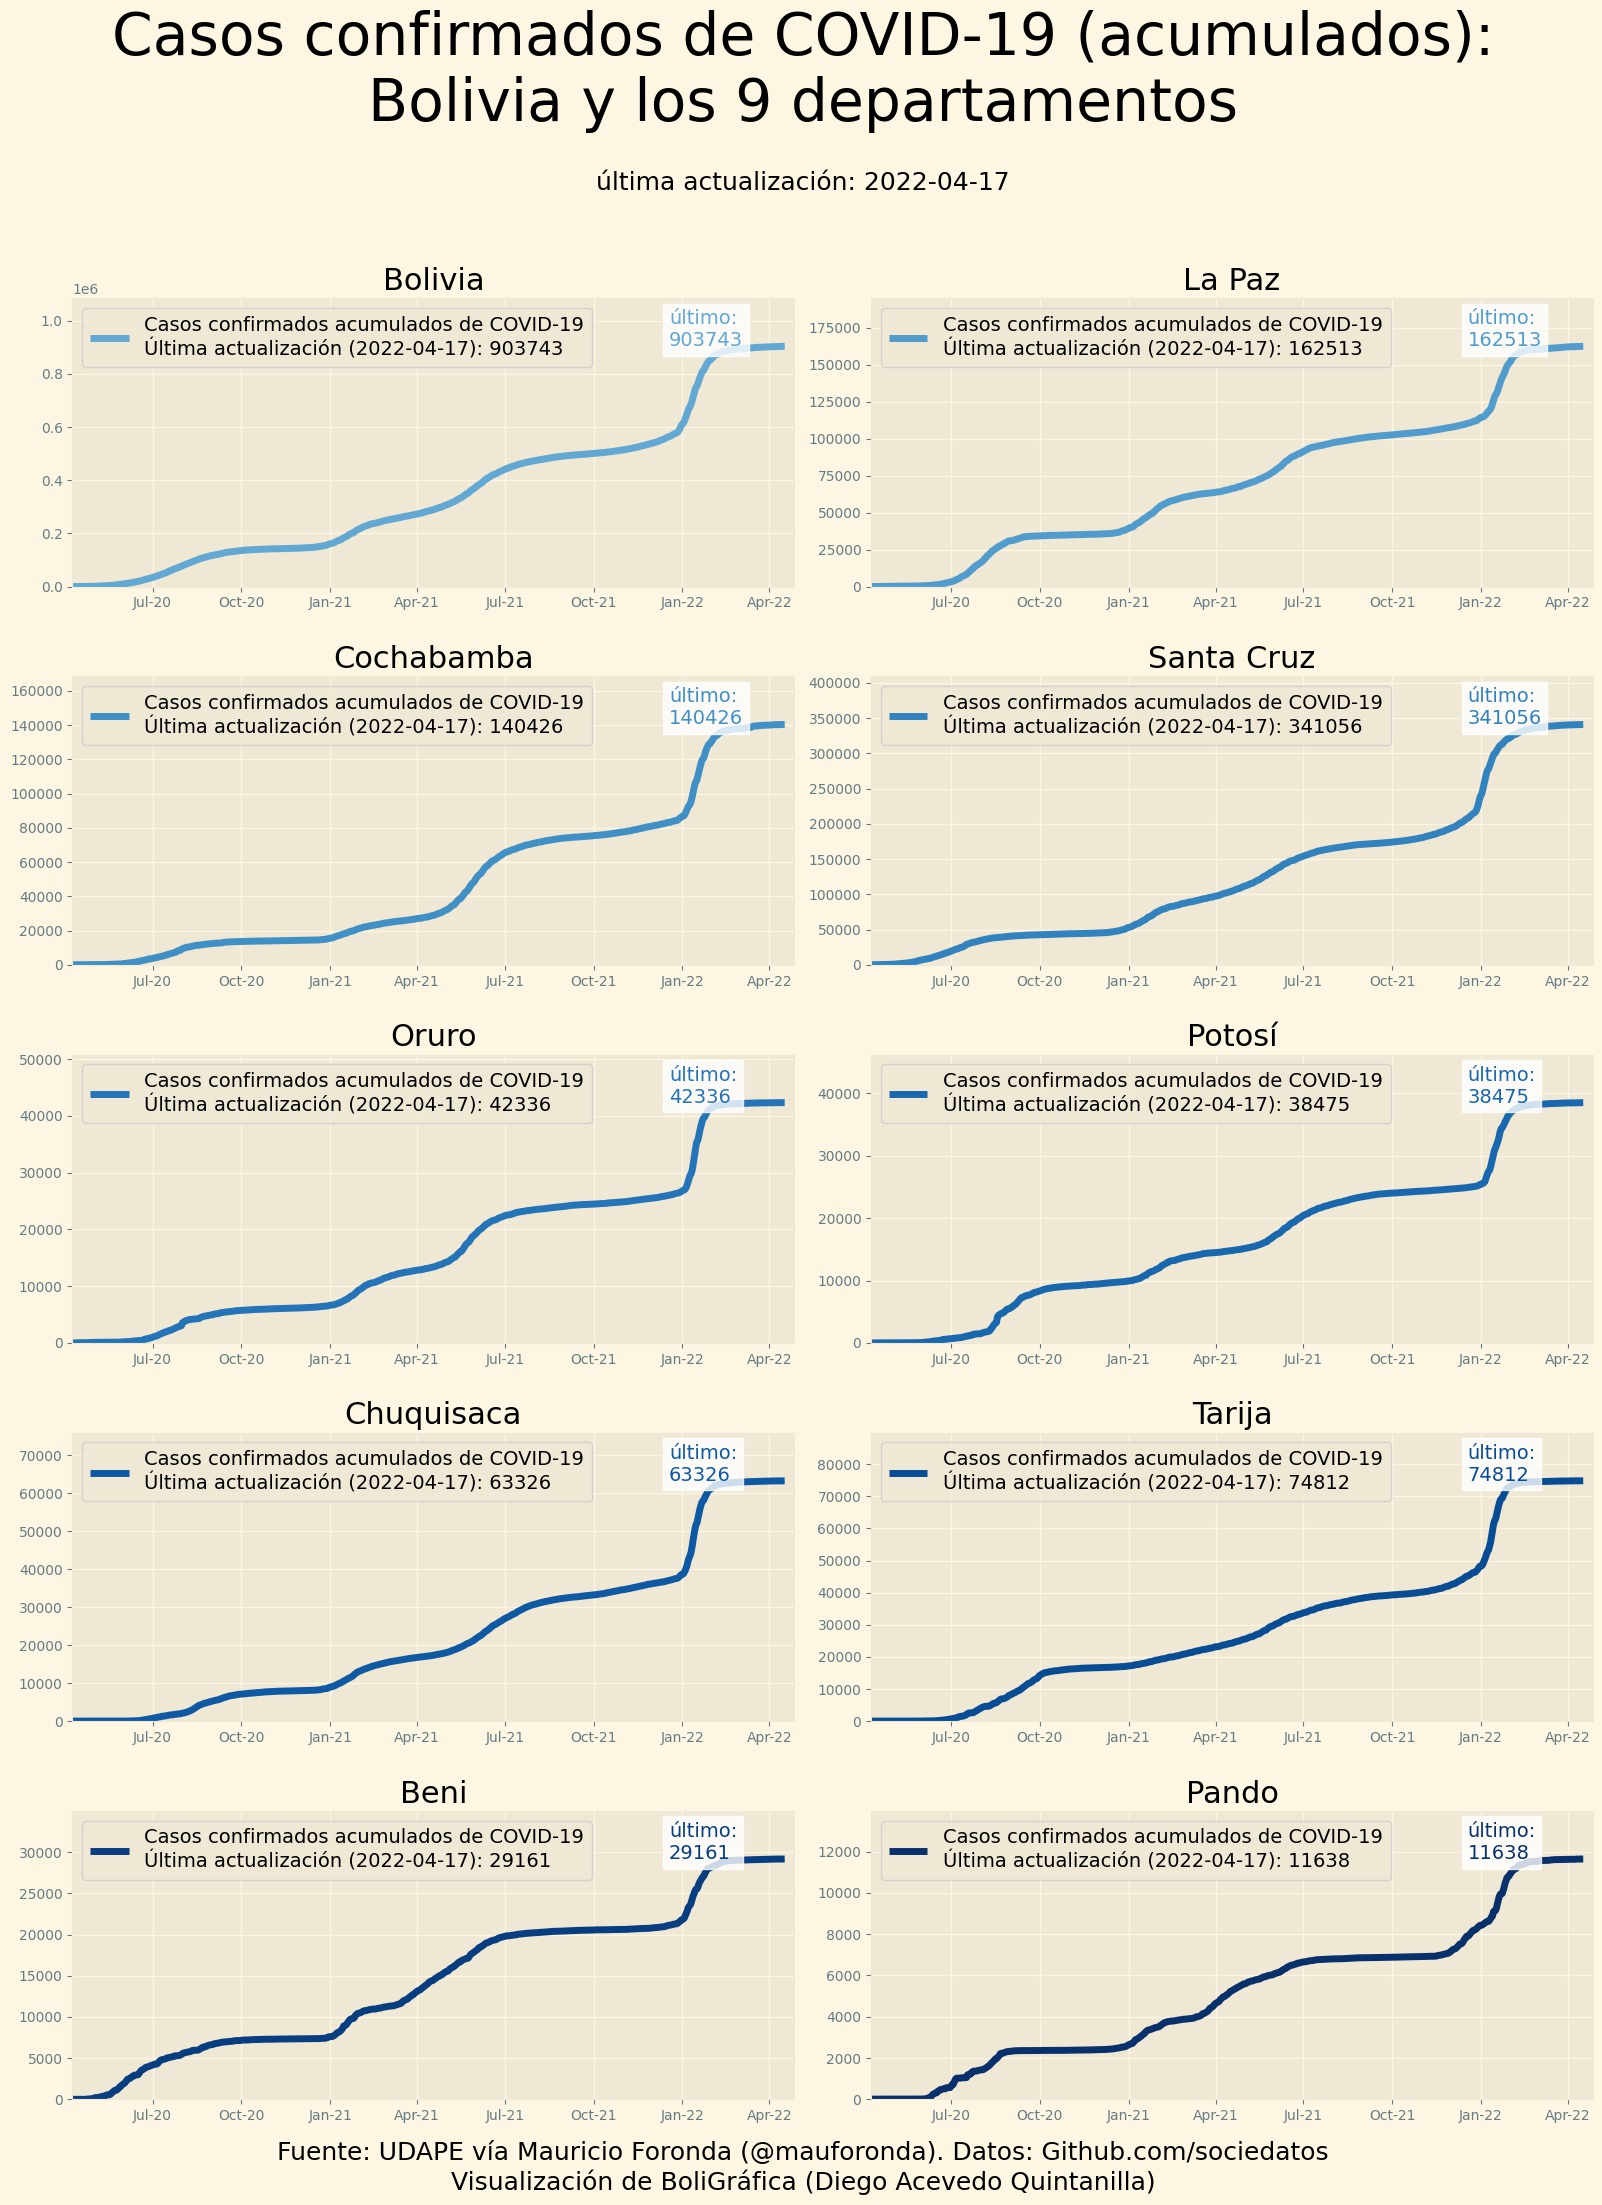 Casos confirmados de COVID-19 (acumulados):
Bolivia y los 9 departamentos
última actualización: 2022-04-17
Bolivia
1e6
Casos confirmados acumulados de COVID-19
Última actualización (2022-04-17): 903743
último:
903743
1.0
0.8
0.6
0.4
0.2
0.0
Jul-20 Oct-20 Jan-21 Apr-21 Jul-21 Oct-21 Jan-22 Apr-22
La Paz
Casos confirmados acumulados de COVID-19
Última actualización (2022-04-17): 162513
último:
162513
175000
150000
125000
100000
75000
50000
25000
0
Jul-20 Oct-20 Jan-21 Apr-21 Jul-21 Oct-21 Jan-22 Apr-22
Cochabamba
Casos confirmados acumulados de COVID-19
Última actualización (2022-04-17): 140426
último:
140426
160000
140000
120000
100000
80000
60000
40000
20000
0
Jul-20 Oct-20 Jan-21 Apr-21 Jul-21 Oct-21 Jan-22 Apr-22
Santa Cruz
Casos confirmados acumulados de COVID-19
Última actualización (2022-04-17): 341056
último:
341056
400000
350000
300000
250000
200000
150000
100000
50000
0
Jul-20 Oct-20 Jan-21 Apr-21 Jul-21 Oct-21 Jan-22 Apr-22
Oruro
Casos confirmados acumulados de COVID-19
Última actualización (2022-04-17): 42336
último:
42336
50000
40000
30000
20000
10000
0
Jul-20 Oct-20 Jan-21 Apr-21 Jul-21 Oct-21 Jan-22 Apr-22
Potosí
Casos confirmados acumulados de COVID-19
Última actualización (2022-04-17): 38475
último:
38475
40000
30000
20000
10000
0
Jul-20 Oct-20 Jan-21 Apr-21 Jul-21 Oct-21 Jan-22 Apr-22
Chuquisaca
Casos confirmados acumulados de COVID-19
Última actualización (2022-04-17): 63326
último:
63326
70000
60000
50000
40000
30000
20000
10000
0
Jul-20 Oct-20 Jan-21 Apr-21 Jul-21 Oct-21 Jan-22 Apr-22
Tarija
Casos confirmados acumulados de COVID-19
Última actualización (2022-04-17): 74812
último:
74812
80000
70000
60000
50000
40000
30000
20000
10000
0
Jul-20 Oct-20 Jan-21 Apr-21 Jul-21 Oct-21 Jan-22 Apr-22
Beni
Casos confirmados acumulados de COVID-19
Última actualización (2022-04-17): 29161
último:
29161
30000
25000
20000
15000
10000
5000
0
Jul-20 Oct-20 Jan-21 Apr-21 Jul-21 Oct-21 Jan-22 Apr-22
Pando
Casos confirmados acumulados de COVID-19
Última actualización (2022-04-17): 11638
último:
11638
12000
10000
8000
6000
4000
2000
0
Jul-20 Oct-20 Jan-21 Apr-21 Jul-21 Oct-21 Jan-22 Apr-22
Fuente: UDAPE vía Mauricio Foronda (@mauforonda). Datos: Github.com/sociedatos
Visualización de BoliGráfica (Diego Acevedo Quintanilla)